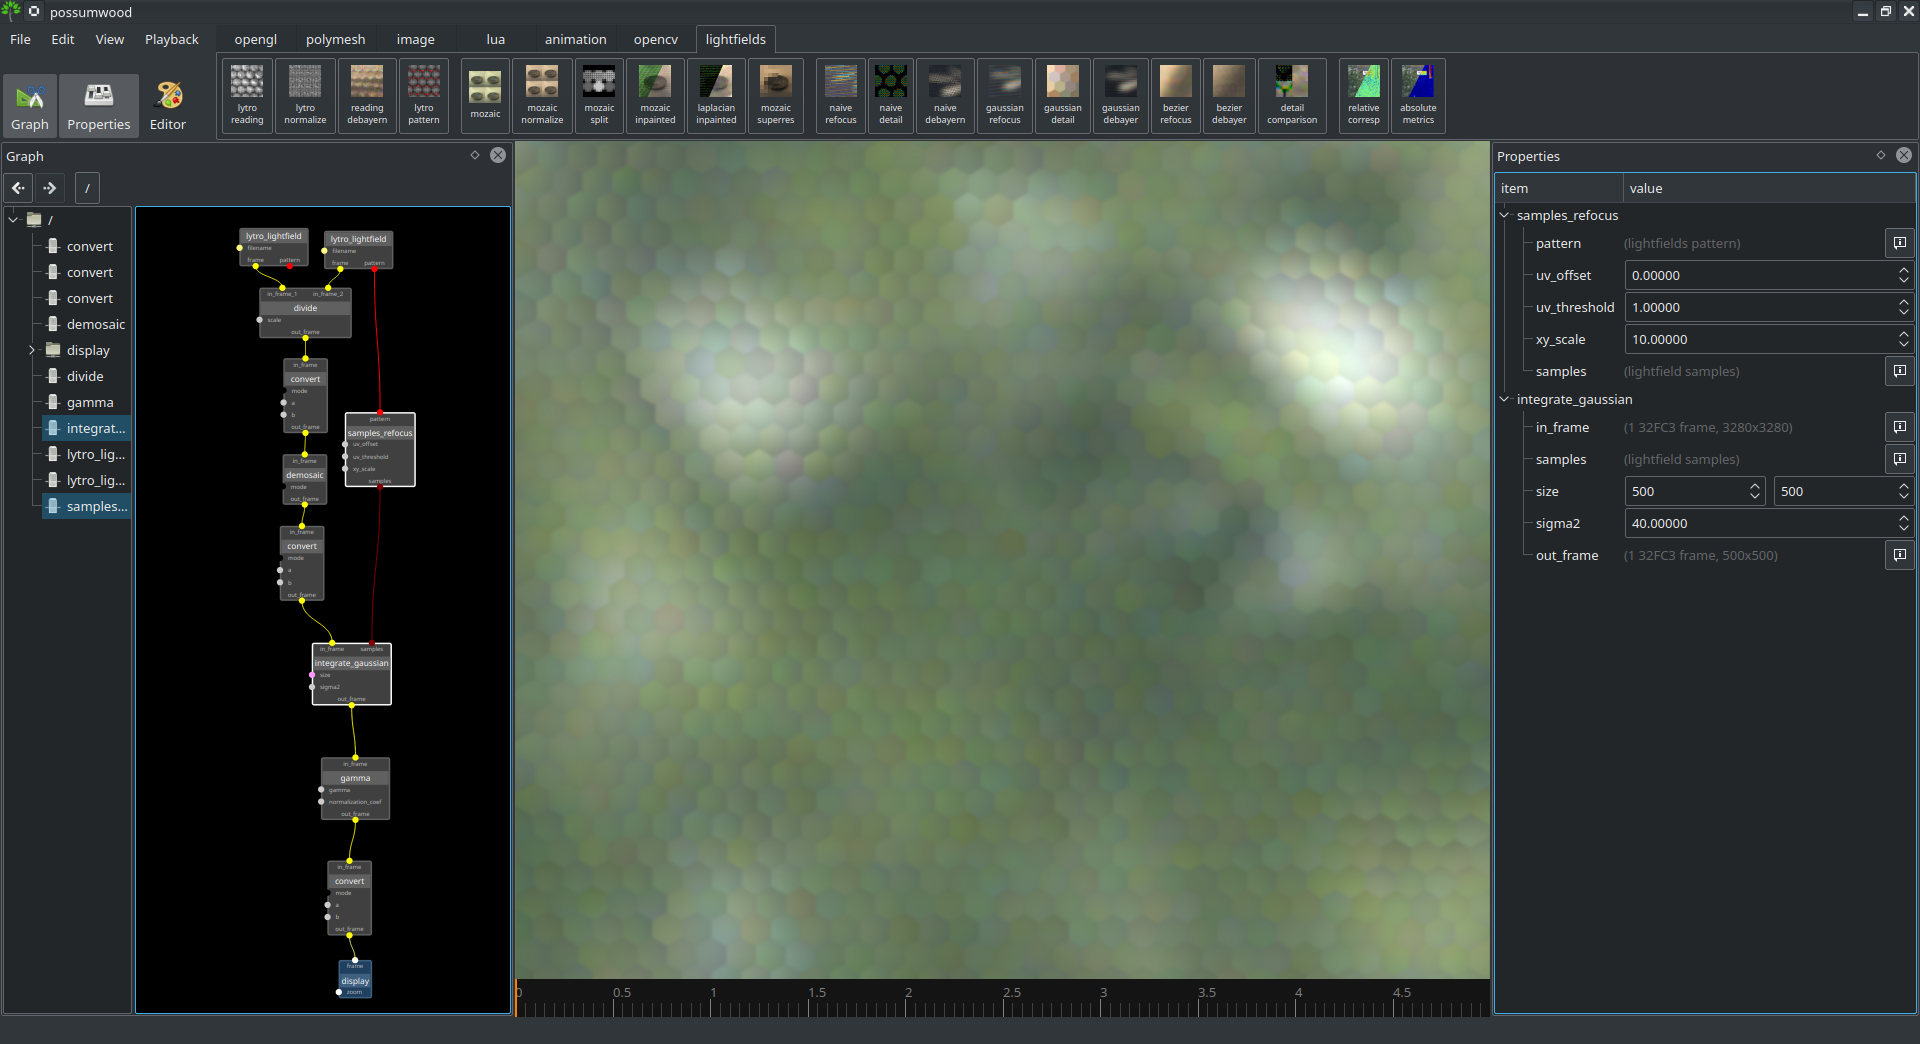 possumwood
File Edit View Playback
opengl polymesh image lua animation opencv lightfields
Graph Properties Editor
lytro reading
lytro normalize
reading debayern
lytro pattern
mozaic
mozaic normalize
mozaic split
mozaic inpainted
laplacian inpainted
mozaic superres
naive refocus
naive detail
naive debayern
gaussian refocus
gaussian detail
gaussian debayer
bezier refocus
bezier debayer
detail comparison
relative corresp
absolute metrics
Graph
/
/
convert
convert
convert
demosaic
display
divide
gamma
integrat...
lytro_lig...
lytro_lig...
samples...
lytro_lightfield
filename
frame pattern
lytro_lightfield
filename
frame pattern
in_frame_1 in_frame_2
divide
scale
out_frame
in_frame
convert
mode
a
b
out_frame
pattern
samples_refocus
uv_offset
uv_threshold
xy_scale
samples
in_frame
demosaic
mode
out_frame
in_frame
convert
mode
a
b
out_frame
in_frame samples
integrate_gaussian
size
sigma2
out_frame
in_frame
gamma
gamma
normalization_coef
out_frame
in_frame
convert
mode
a
b
out_frame
frame
display
zoom
0 0.5 1 1.5 2 2.5 3 3.5 4 4.5
Properties
item value
samples_refocus
pattern (lightfields pattern)
uv_offset 0.00000
uv_threshold 1.00000
xy_scale 10.00000
samples (lightfield samples)
integrate_gaussian
in_frame (1 32FC3 frame, 3280x3280)
samples (lightfield samples)
size 500 500
sigma2 40.00000
out_frame (1 32FC3 frame, 500x500)